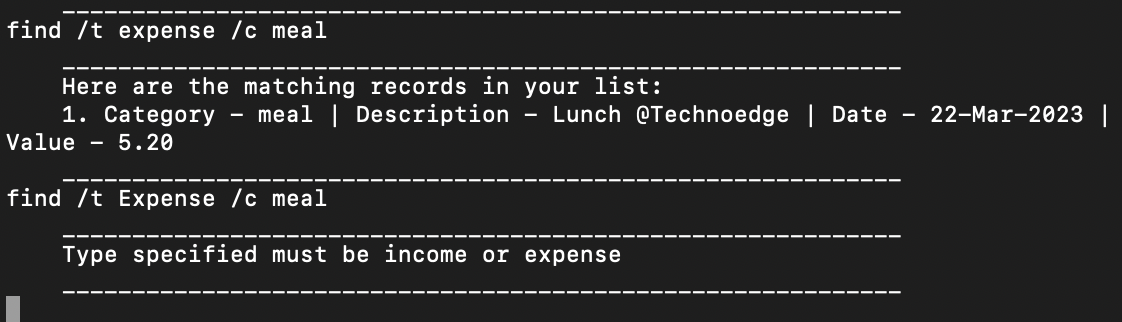 ____________________________________________________________
find /t expense /c meal
____________________________________________________________
Here are the matching records in your list:
1. Category - meal | Description - Lunch @Technoedge | Date - 22-Mar-2023 |
Value - 5.20
____________________________________________________________
find /t Expense /c meal
____________________________________________________________
Type specified must be income or expense
____________________________________________________________